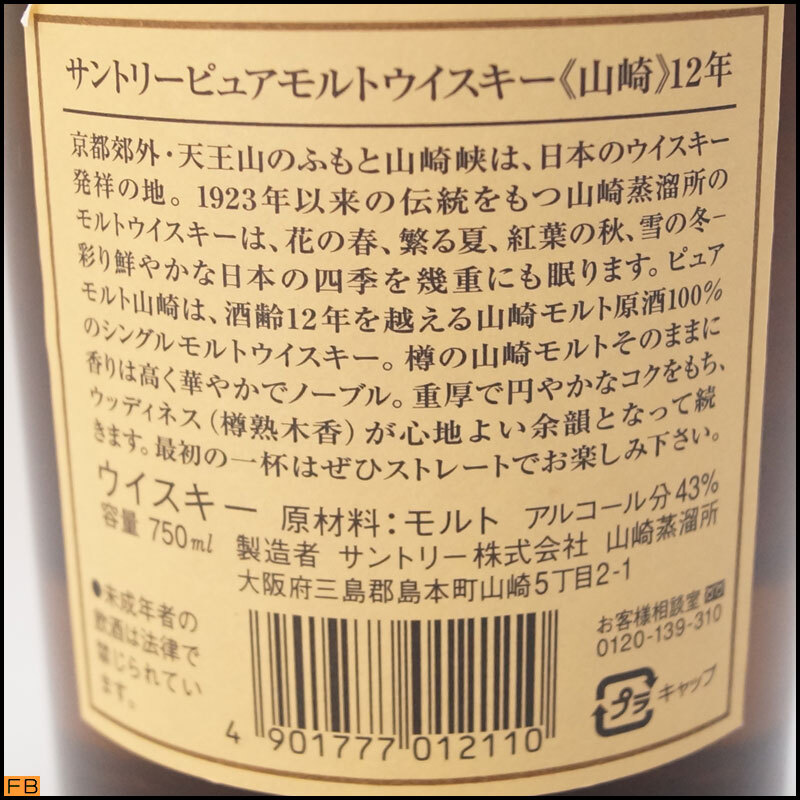 サントリーピュアモルトウイスキー《山崎》12年
京都郊外・天王山のふもと山崎峡は、日本のウイスキー
発祥の地。1923年以来の伝統をもつ山崎蒸溜所の
モルトウイスキーは、花の春、繁る夏、紅葉の秋、雪の冬−
彩り鮮やかな日本の四季を幾重にも眠ります。ピュア
モルト山崎は、酒齢12年を越える山崎モルト原酒100%
のシングルモルトウイスキー。樽の山崎モルトそのままに
香りは高く華やかでノーブル。重厚で円やかなコクをもち、
ウッディネス(樽熟木香)が心地よい余韻となって続
きます。最初の一杯はぜひストレートでお楽しみ下さい。
ウイスキー 原材料:モルト アルコール分43%
容量 750ml 製造者 サントリー株式会社 山崎蒸溜所
大阪府三島郡島本町山崎5丁目2-1
●未成年者の
飲酒は法律で
禁じられてい
ます。
お客様相談室
0120-139-310
プラ キャップ
4 901777 012110
FB